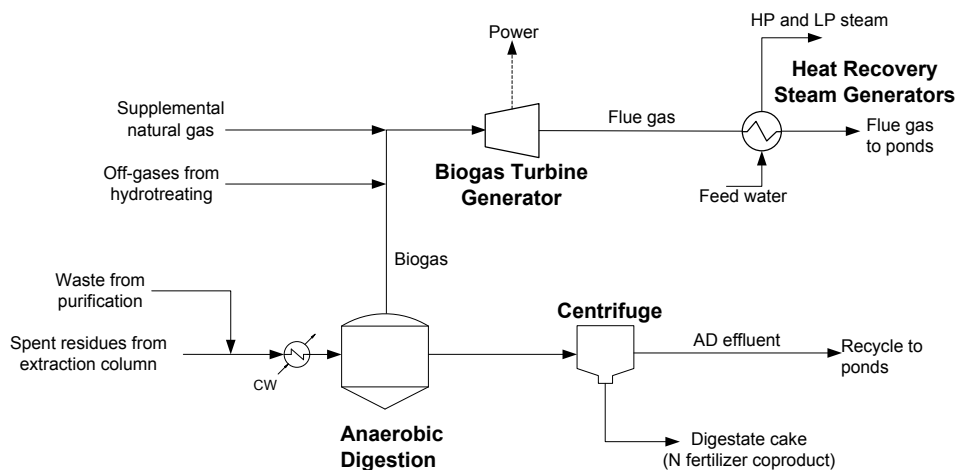 HP and LP steam
Power
Heat Recovery
Steam Generators
Supplemental
natural gas
Flue gas
Flue gas
to ponds
Biogas Turbine
Generator
Off-gases from
hydrotreating
Feed water
Biogas
Waste from
purification
Centrifuge
Spent residues from
extraction column
CW
AD effluent
Recycle to
ponds
Anaerobic
Digestion
Digestate cake
(N fertilizer coproduct)